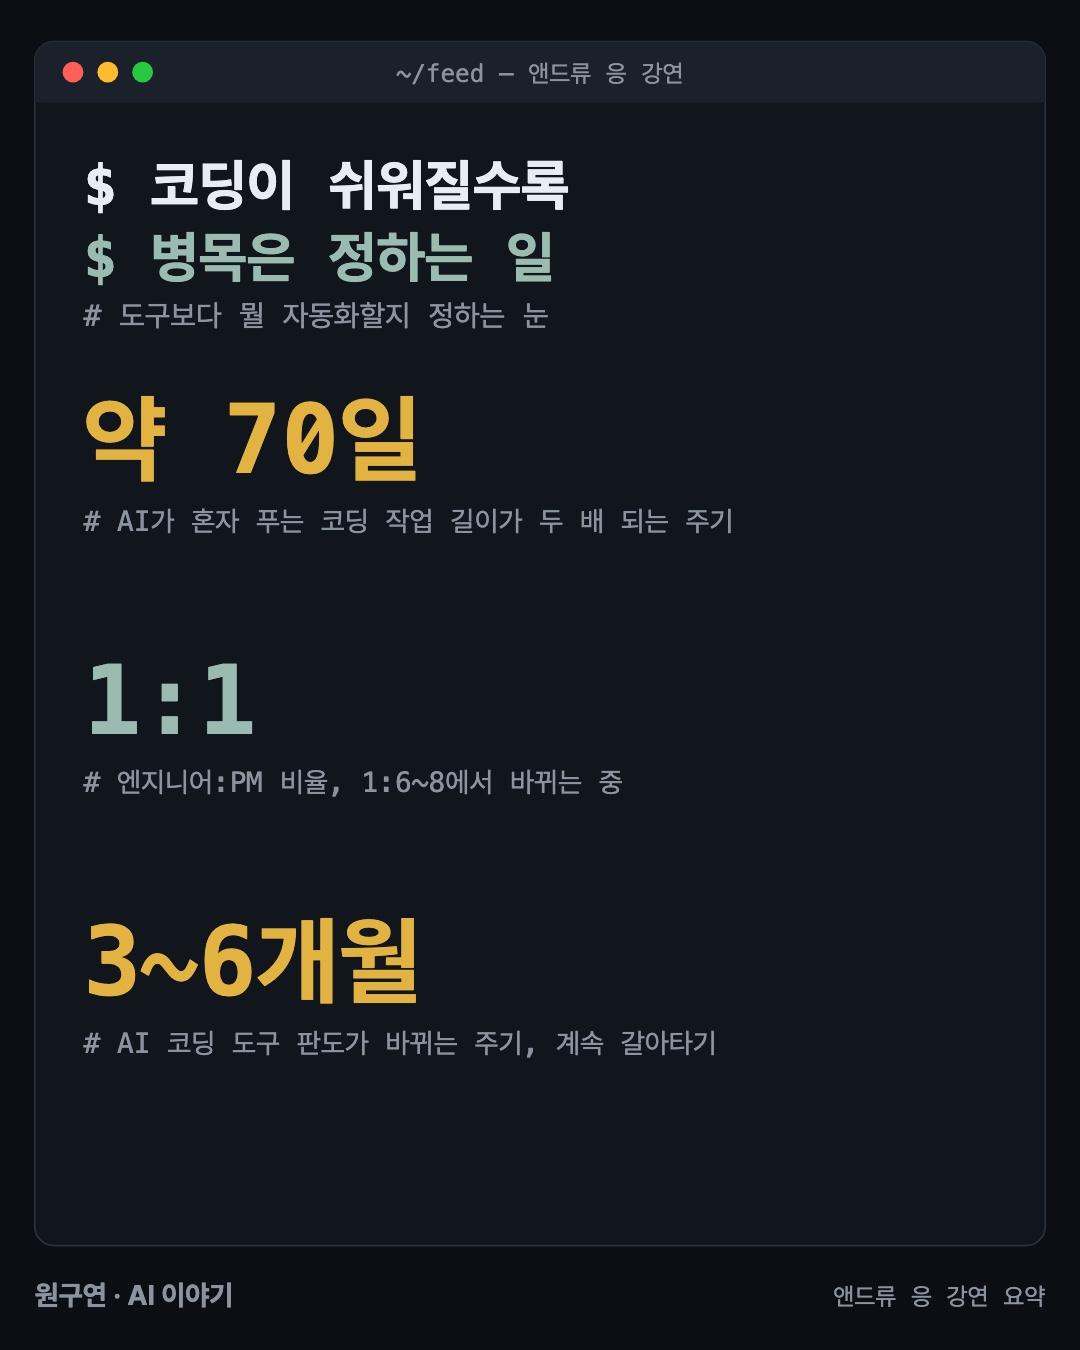 ~/feed — 앤드류 응 강연
$ 코딩이 쉬워질수록
$ 병목은 정하는 일
# 도구보다 뭘 자동화할지 정하는 눈
약 70일
# AI가 혼자 푸는 코딩 작업 길이가 두 배 되는 주기
1:1
# 엔지니어:PM 비율, 1:6~8에서 바뀌는 중
3~6개월
# AI 코딩 도구 판도가 바뀌는 주기, 계속 갈아타기
원구연 · AI 이야기
앤드류 응 강연 요약